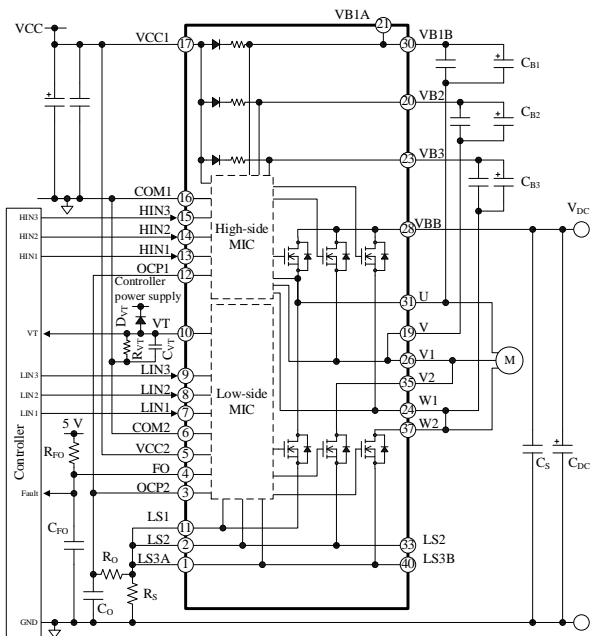 VB1A
21
VCC
VCC1 17
30 VB1B
CB1
20 VB2
CB2
23 VB3
CB3
COM1 16
HIN3 HIN3 15
HIN2 HIN2 14
HIN1 HIN1 13
OCP1 12
High-side
MIC
28 VBB
VDC
Controller
power supply
DVT
RVT
CVT
VT VT 10
31 U
19 V
26 V1
35 V2
24 W1
37 W2
M
LIN3 LIN3 9
LIN2 LIN2 8
LIN1 LIN1 7
Low-side
MIC
COM2 6
5 V
VCC2 5
RFO
FO 4
Fault
OCP2 3
CFO
LS1 11
LS2 2
33 LS2
LS3A 1
40 LS3B
RO
CO
RS
CS
CDC
Controller
GND